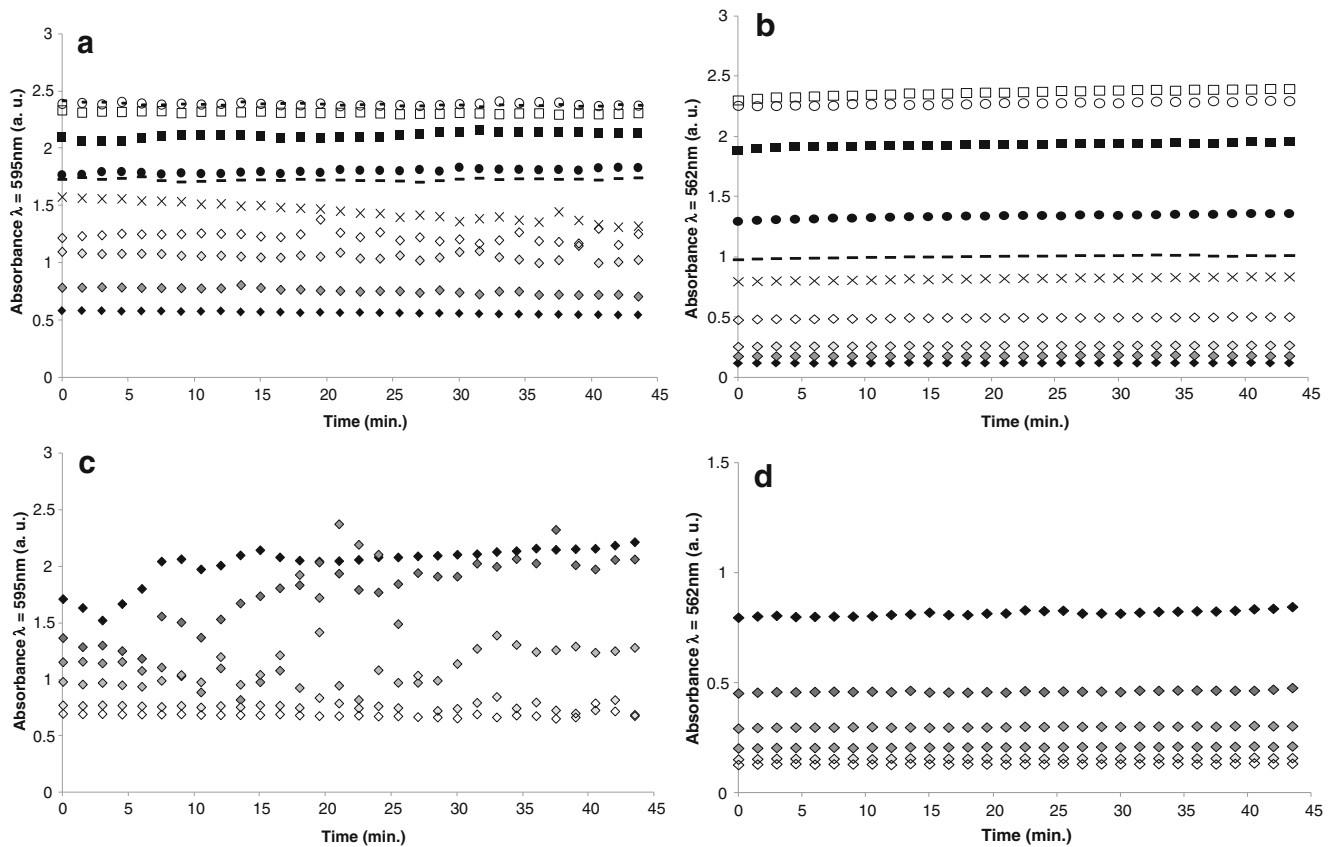 a
3
2.5
2
1.5
1
0.5
0
0 5 10 15 20 25 30 35 40 45
Absorbance λ = 595nm (a. u.)
Time (min.)
b
3
2.5
2
1.5
1
0.5
0
0 5 10 15 20 25 30 35 40 45
Absorbance λ = 562nm (a. u.)
Time (min.)
c
3
2.5
2
1.5
1
0.5
0
0 5 10 15 20 25 30 35 40 45
Absorbance λ = 595nm (a. u.)
Time (min.)
d
1.5
1
0.5
0
0 5 10 15 20 25 30 35 40 45
Absorbance λ = 562nm (a. u.)
Time (min.)